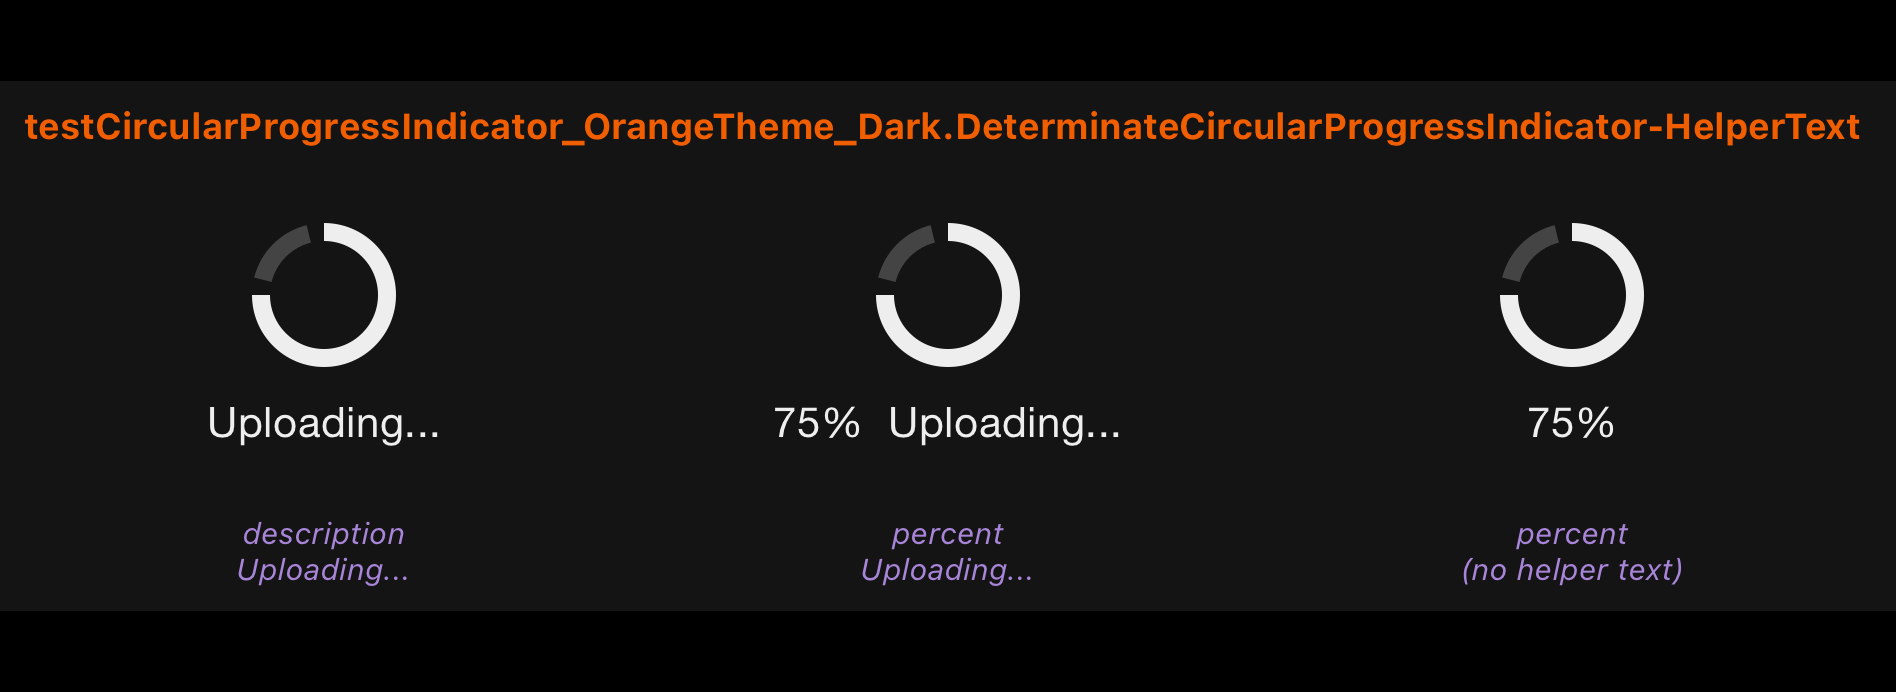 testCircularProgressIndicator_OrangeTheme_Dark.DeterminateCircularProgressIndicator-HelperText
Uploading...
75% Uploading...
75%
description
Uploading...
percent
Uploading...
percent
(no helper text)